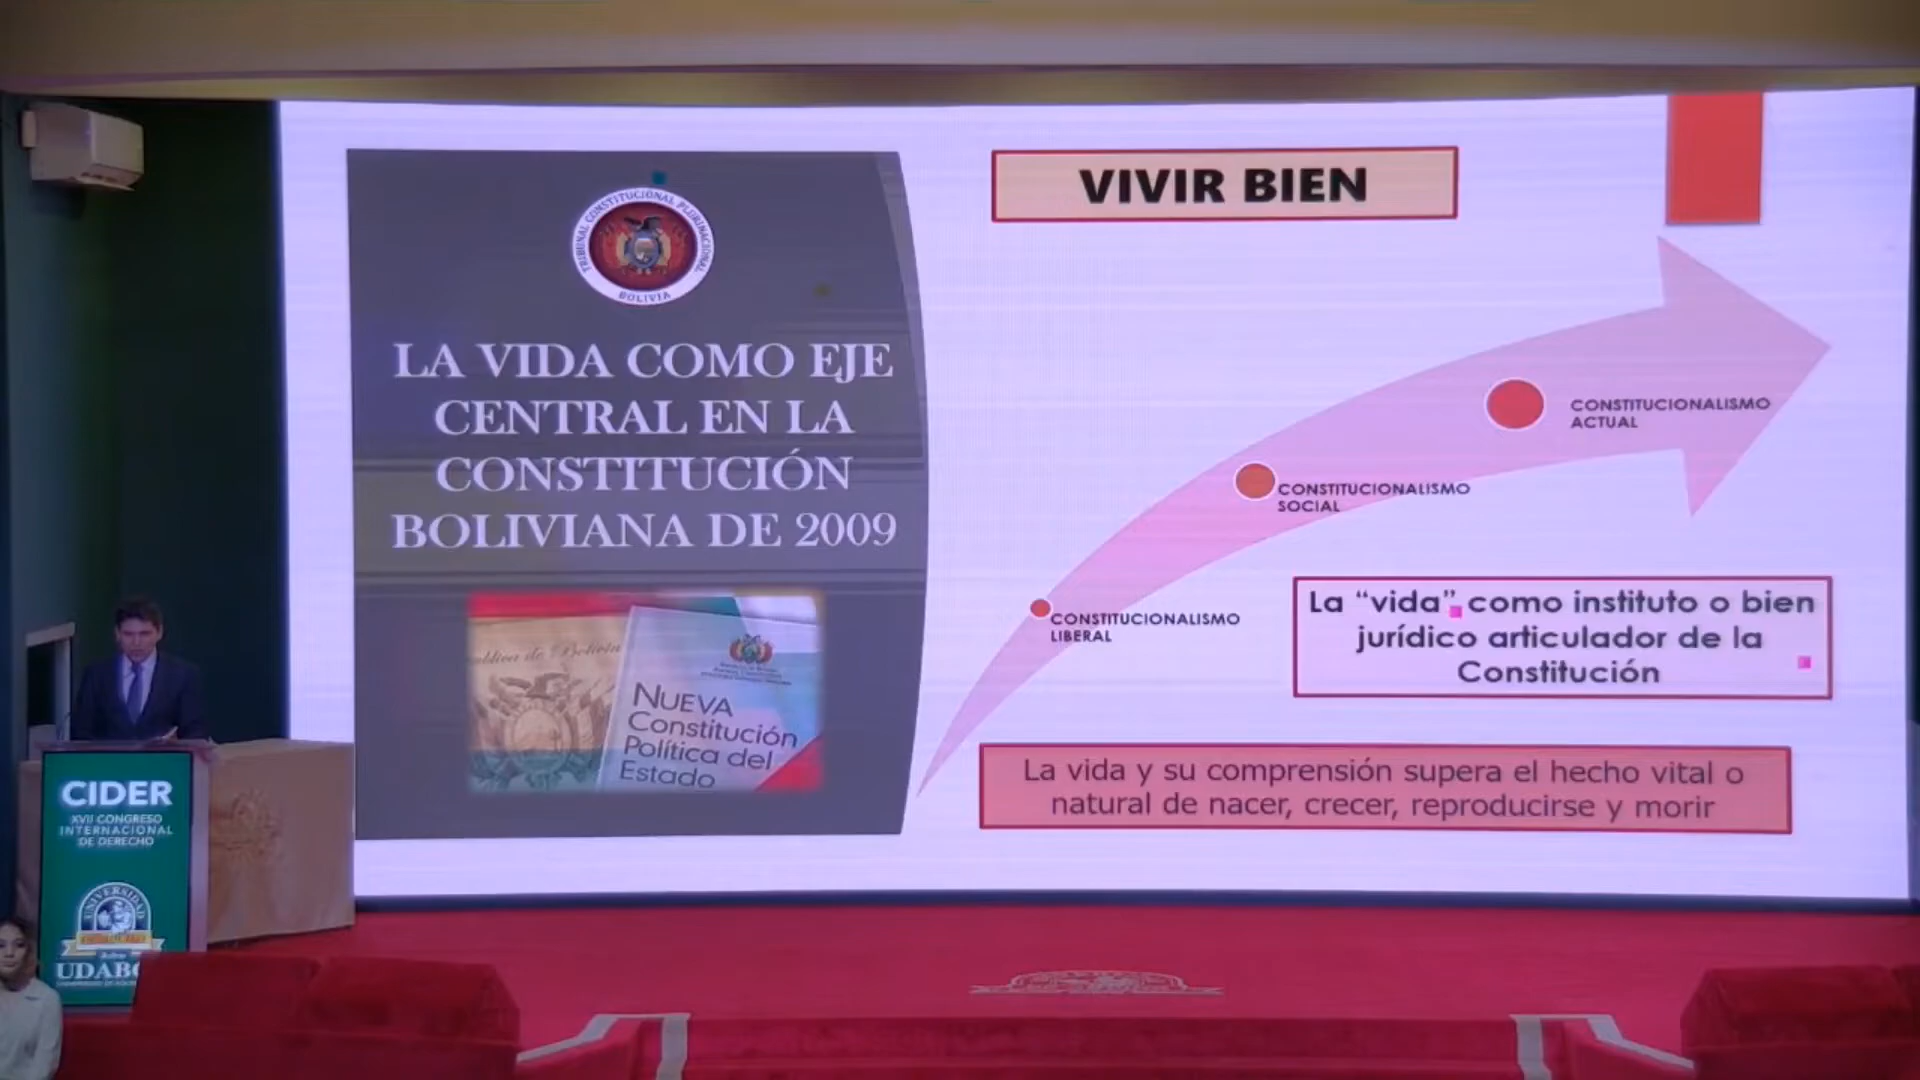 TRIBUNAL CONSTITUCIONAL PLURINACIONAL
BOLIVIA
LA VIDA COMO EJE
CENTRAL EN LA
CONSTITUCIÓN
BOLIVIANA DE 2009
de Bolivia
NUEVA
Constitución
Política del
Estado
VIVIR BIEN
CONSTITUCIONALISMO
ACTUAL
CONSTITUCIONALISMO
SOCIAL
CONSTITUCIONALISMO
LIBERAL
La “vida” como instituto o bien
jurídico articulador de la
Constitución
La vida y su comprensión supera el hecho vital o
natural de nacer, crecer, reproducirse y morir
CIDER
XVII CONGRESO
INTERNACIONAL
DE DERECHO
UNIVERSIDAD
UDAB